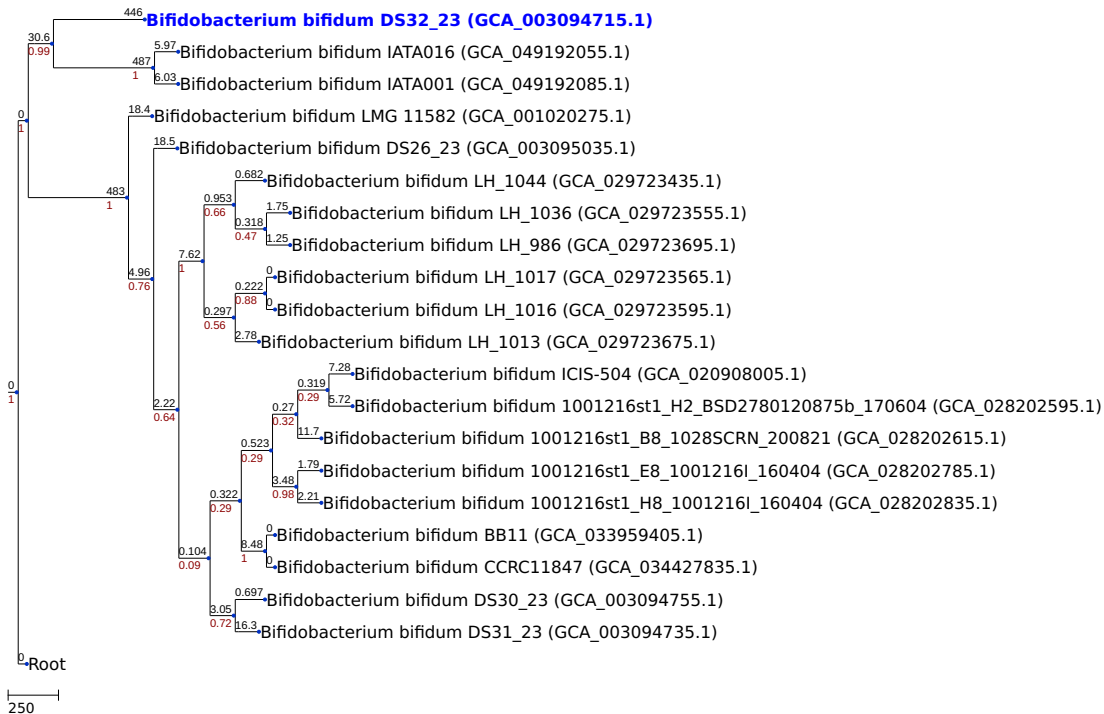 446
Bifidobacterium bifidum DS32_23 (GCA_003094715.1)
30.6
0.99
5.97
Bifidobacterium bifidum IATA016 (GCA_049192055.1)
487
1
6.03
Bifidobacterium bifidum IATA001 (GCA_049192085.1)
0
1
18.4
Bifidobacterium bifidum LMG 11582 (GCA_001020275.1)
18.5
Bifidobacterium bifidum DS26_23 (GCA_003095035.1)
0.682
Bifidobacterium bifidum LH_1044 (GCA_029723435.1)
483
1
0.953
0.66
1.75
Bifidobacterium bifidum LH_1036 (GCA_029723555.1)
0.318
0.47
1.25
Bifidobacterium bifidum LH_986 (GCA_029723695.1)
7.62
1
4.96
0.76
0
Bifidobacterium bifidum LH_1017 (GCA_029723565.1)
0.222
0.88
0
Bifidobacterium bifidum LH_1016 (GCA_029723595.1)
0.297
0.56
2.78
Bifidobacterium bifidum LH_1013 (GCA_029723675.1)
7.28
Bifidobacterium bifidum ICIS-504 (GCA_020908005.1)
0
1
0.319
0.29
5.72
Bifidobacterium bifidum 1001216st1_H2_BSD2780120875b_170604 (GCA_028202595.1)
2.22
0.64
0.27
0.32
11.7
Bifidobacterium bifidum 1001216st1_B8_1028SCRN_200821 (GCA_028202615.1)
0.523
0.29
1.79
Bifidobacterium bifidum 1001216st1_E8_1001216I_160404 (GCA_028202785.1)
3.48
0.98
2.21
Bifidobacterium bifidum 1001216st1_H8_1001216I_160404 (GCA_028202835.1)
0.322
0.29
0
Bifidobacterium bifidum BB11 (GCA_033959405.1)
8.48
1
0
Bifidobacterium bifidum CCRC11847 (GCA_034427835.1)
0.104
0.09
0.697
Bifidobacterium bifidum DS30_23 (GCA_003094755.1)
3.05
0.72
16.3
Bifidobacterium bifidum DS31_23 (GCA_003094735.1)
0
Root
250